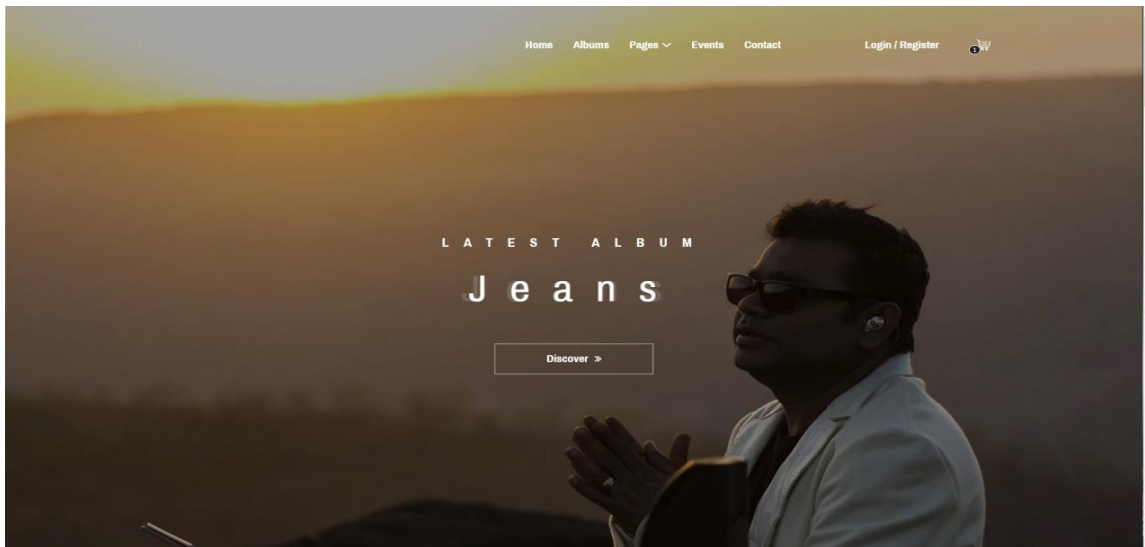 Home Albums Pages Events Contact Login / Register 1
LATEST ALBUM
Jeans
Discover »